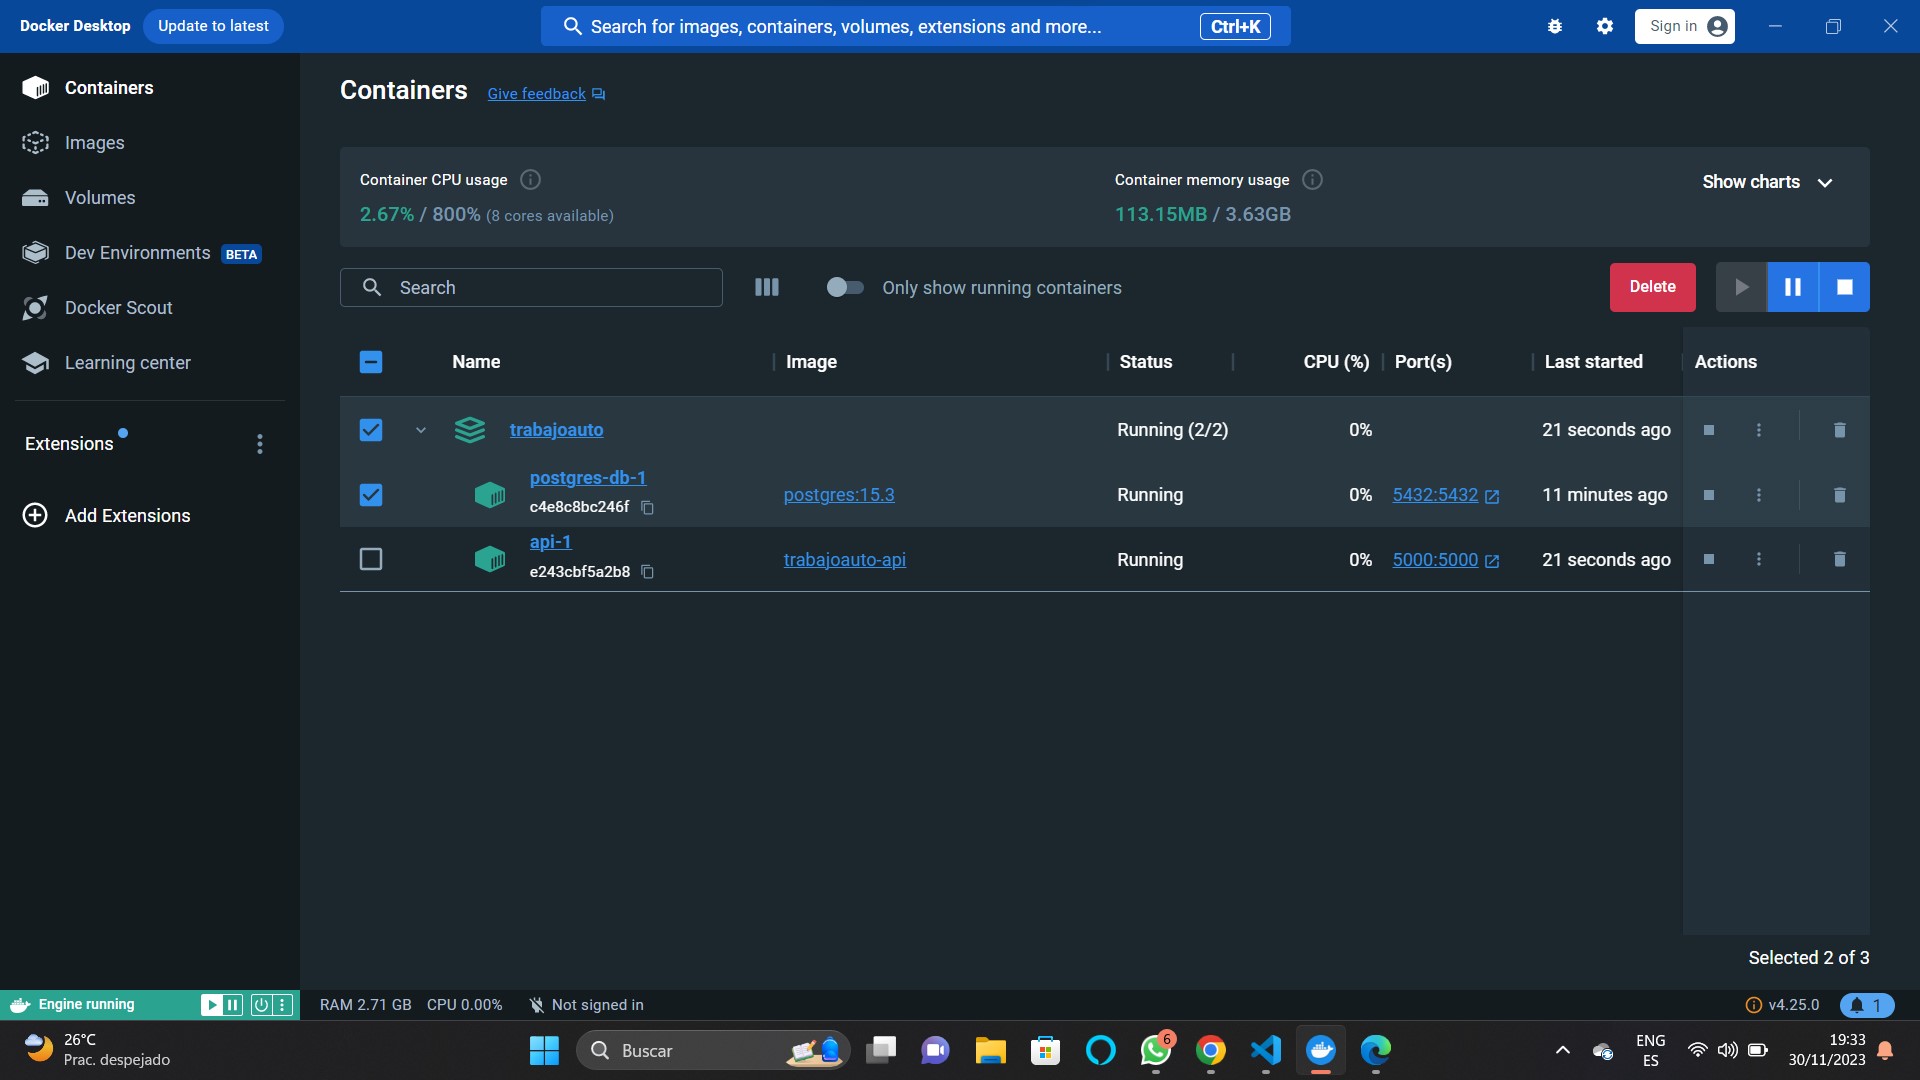 Docker Desktop
Update to latest
Search for images, containers, volumes, extensions and more...
Ctrl+K
Sign in
Containers
Images
Volumes
Dev Environments BETA
Docker Scout
Learning center
Extensions
Add Extensions
Containers
Give feedback
Container CPU usage
2.67% / 800% (8 cores available)
Container memory usage
113.15MB / 3.63GB
Show charts
Search
Only show running containers
Delete
Name Image Status CPU (%) Port(s) Last started Actions
trabajoauto Running (2/2) 0% 21 seconds ago
postgres-db-1
c4e8c8bc246f
postgres:15.3 Running 0% 5432:5432 11 minutes ago
api-1
e243cbf5a2b8
trabajoauto-api Running 0% 5000:5000 21 seconds ago
Selected 2 of 3
Engine running
RAM 2.71 GB CPU 0.00% Not signed in
v4.25.0
1
26°C
Prac. despejado
Buscar
6
ENG
ES
19:33
30/11/2023